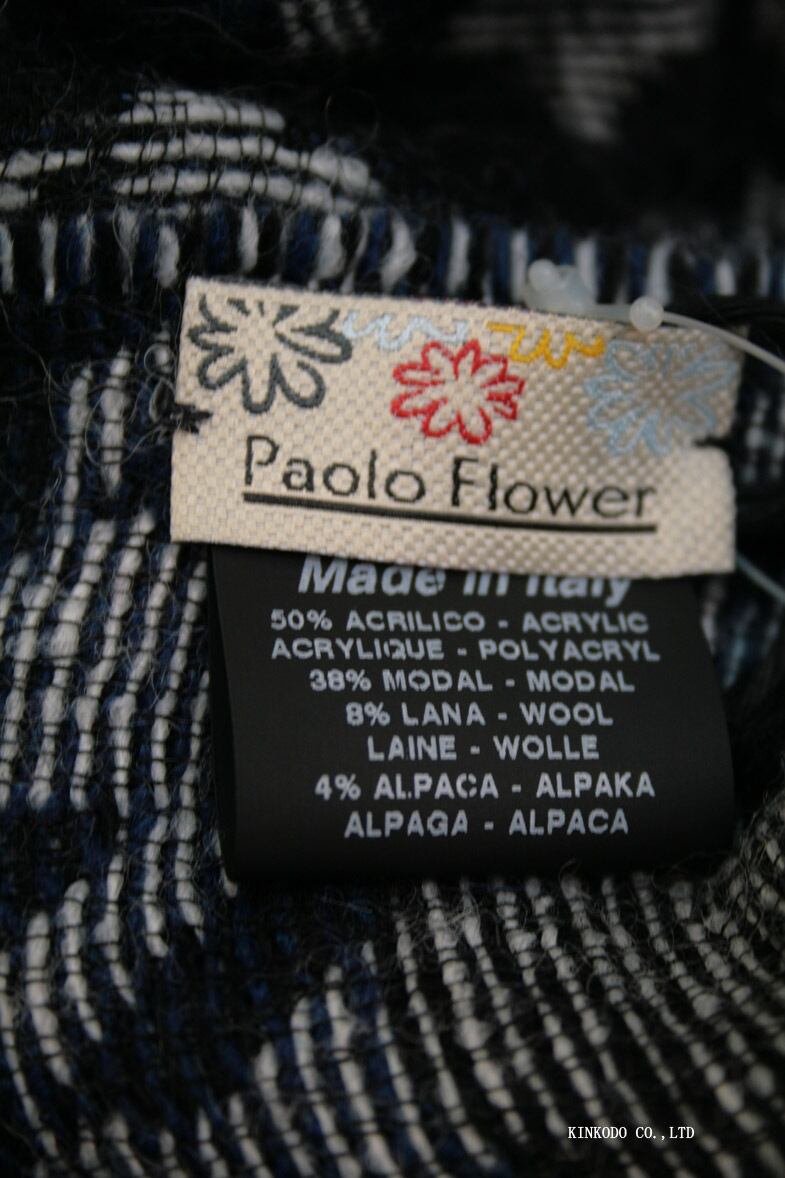 Paolo Flower
Made in Italy
50% ACRILICO - ACRYLIC
ACRYLIQUE - POLYACRYL
38% MODAL - MODAL
8% LANA - WOOL
LAINE - WOLLE
4% ALPACA - ALPAKA
ALPAGA - ALPACA
KINKODO CO.,LTD